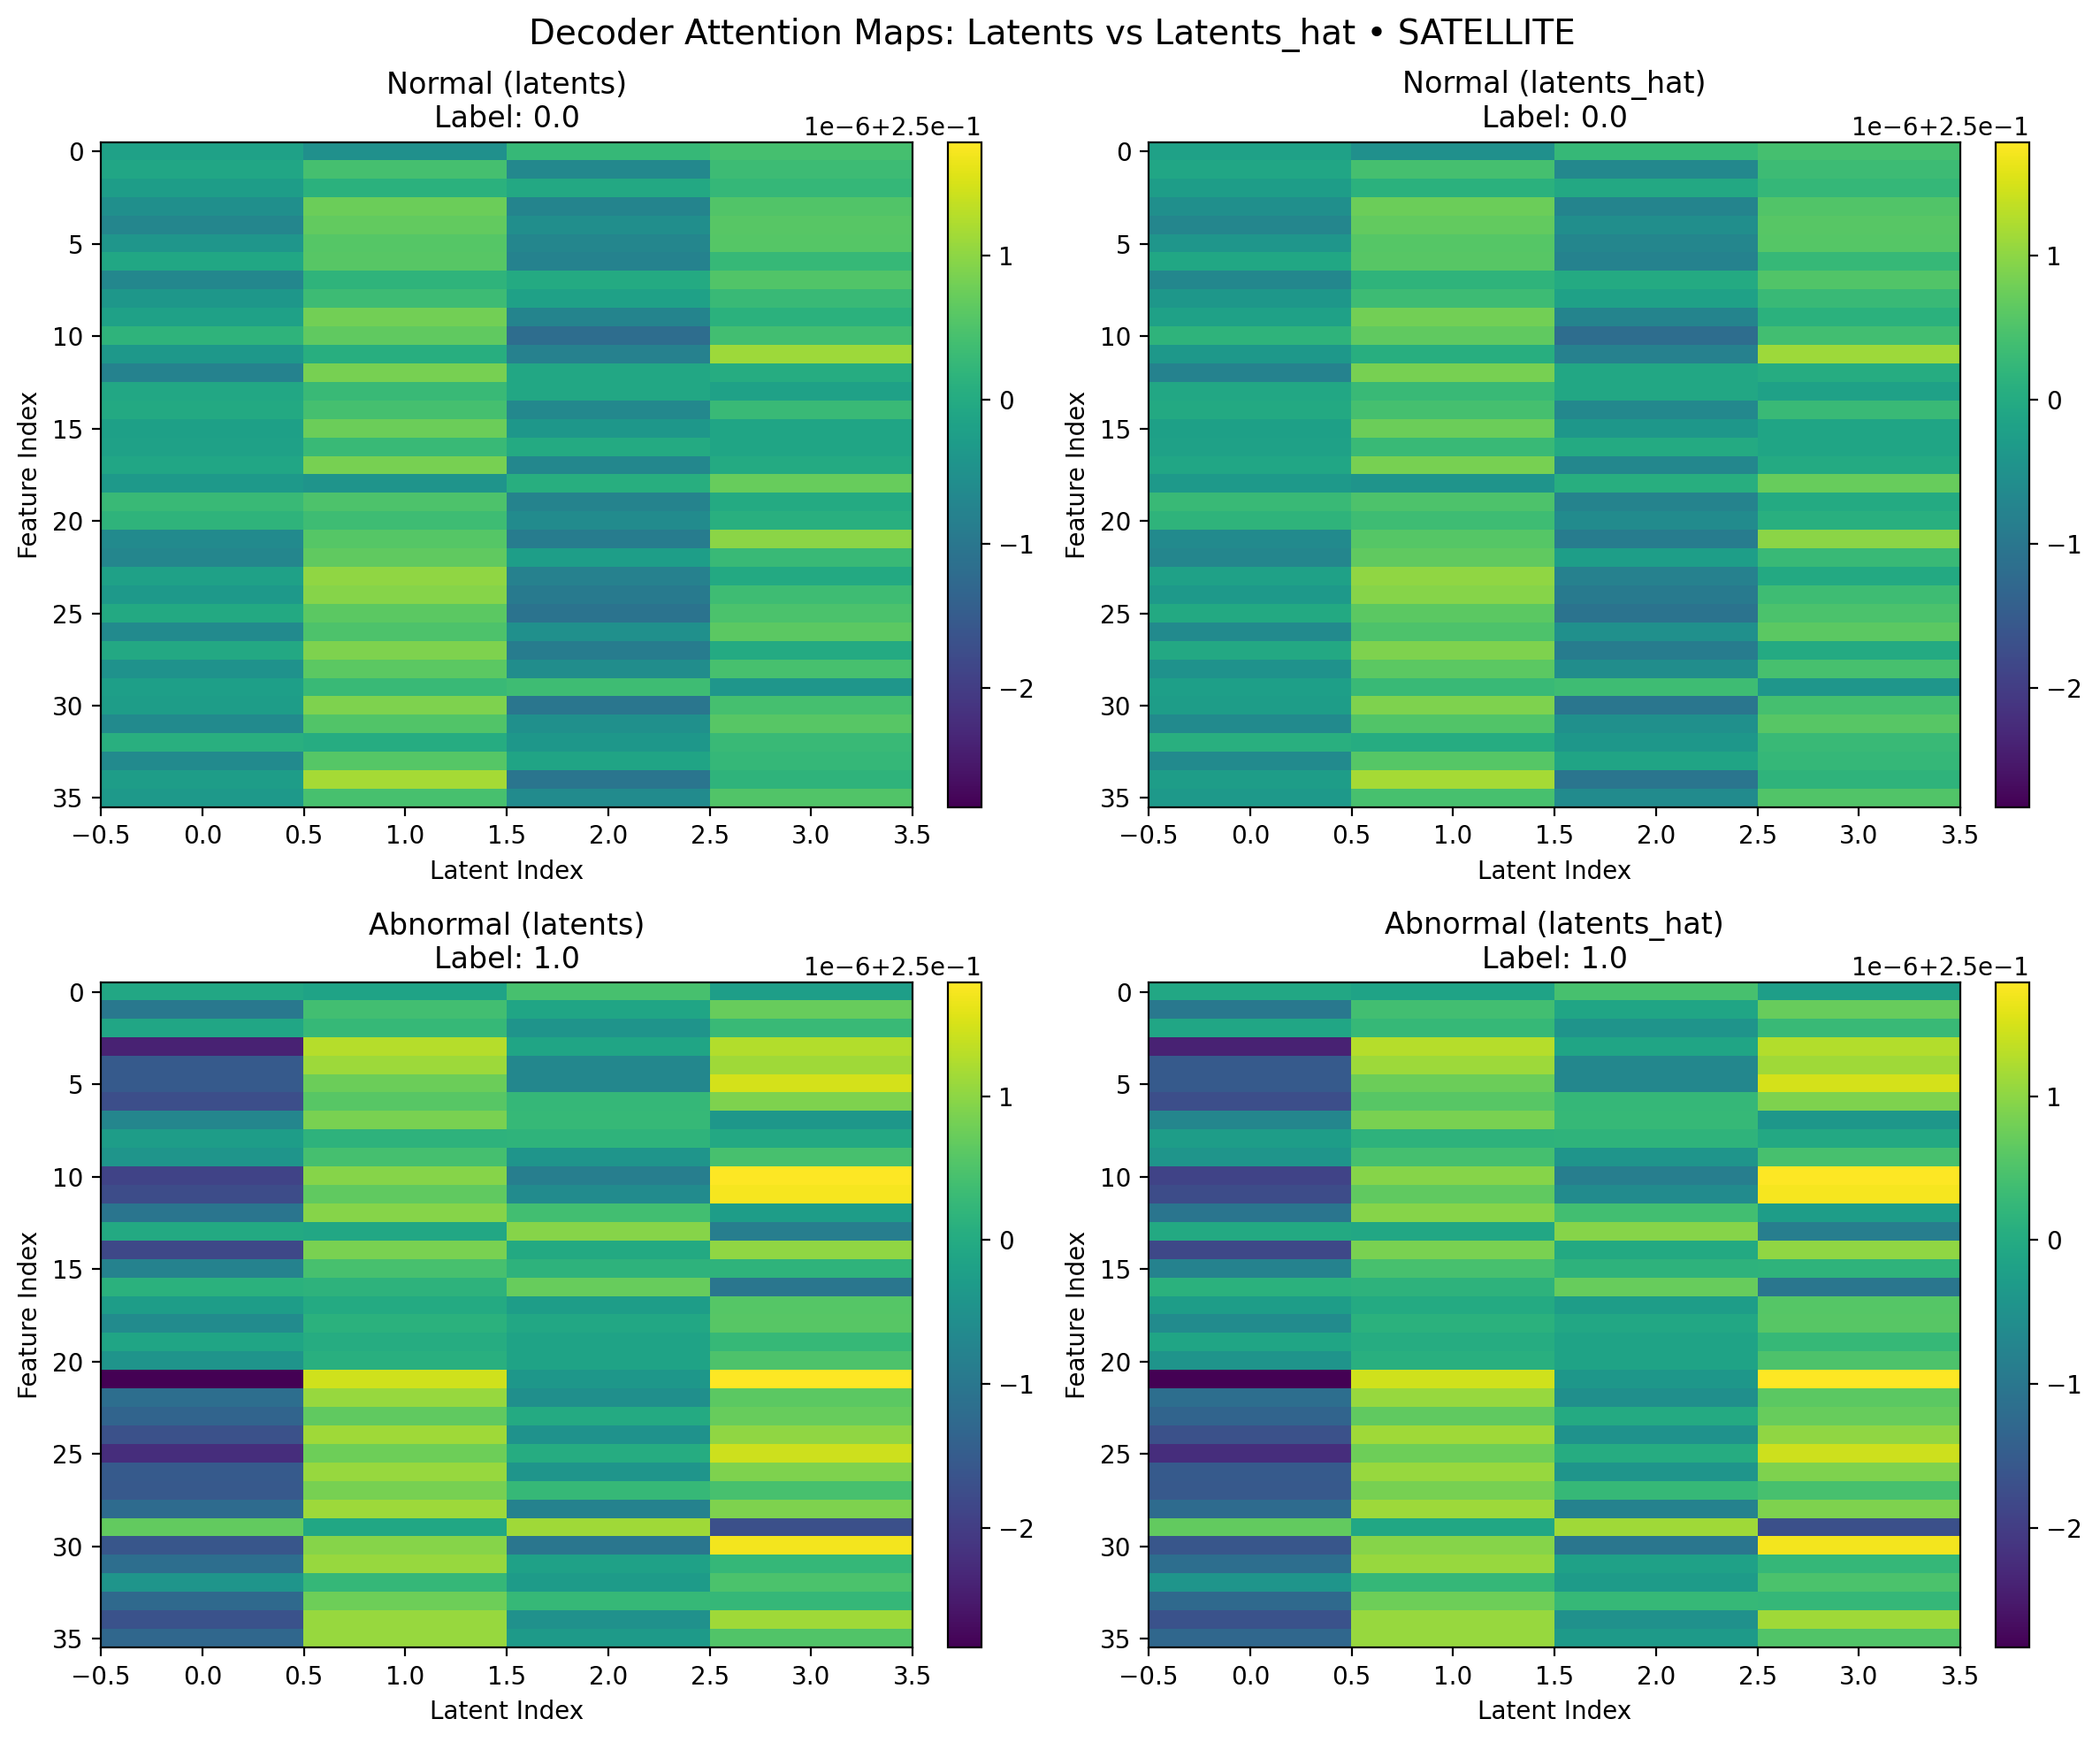 Decoder Attention Maps: Latents vs Latents_hat • SATELLITE
Normal (latents)
Label: 0.0
1e−6+2.5e−1
0
5
10
15
20
25
30
35
Feature Index
−0.5 0.0 0.5 1.0 1.5 2.0 2.5 3.0 3.5
Latent Index
1
0
−1
−2
Normal (latents_hat)
Label: 0.0
1e−6+2.5e−1
0
5
10
15
20
25
30
35
Feature Index
−0.5 0.0 0.5 1.0 1.5 2.0 2.5 3.0 3.5
Latent Index
1
0
−1
−2
Abnormal (latents)
Label: 1.0
1e−6+2.5e−1
0
5
10
15
20
25
30
35
Feature Index
−0.5 0.0 0.5 1.0 1.5 2.0 2.5 3.0 3.5
Latent Index
1
0
−1
−2
Abnormal (latents_hat)
Label: 1.0
1e−6+2.5e−1
0
5
10
15
20
25
30
35
Feature Index
−0.5 0.0 0.5 1.0 1.5 2.0 2.5 3.0 3.5
Latent Index
1
0
−1
−2